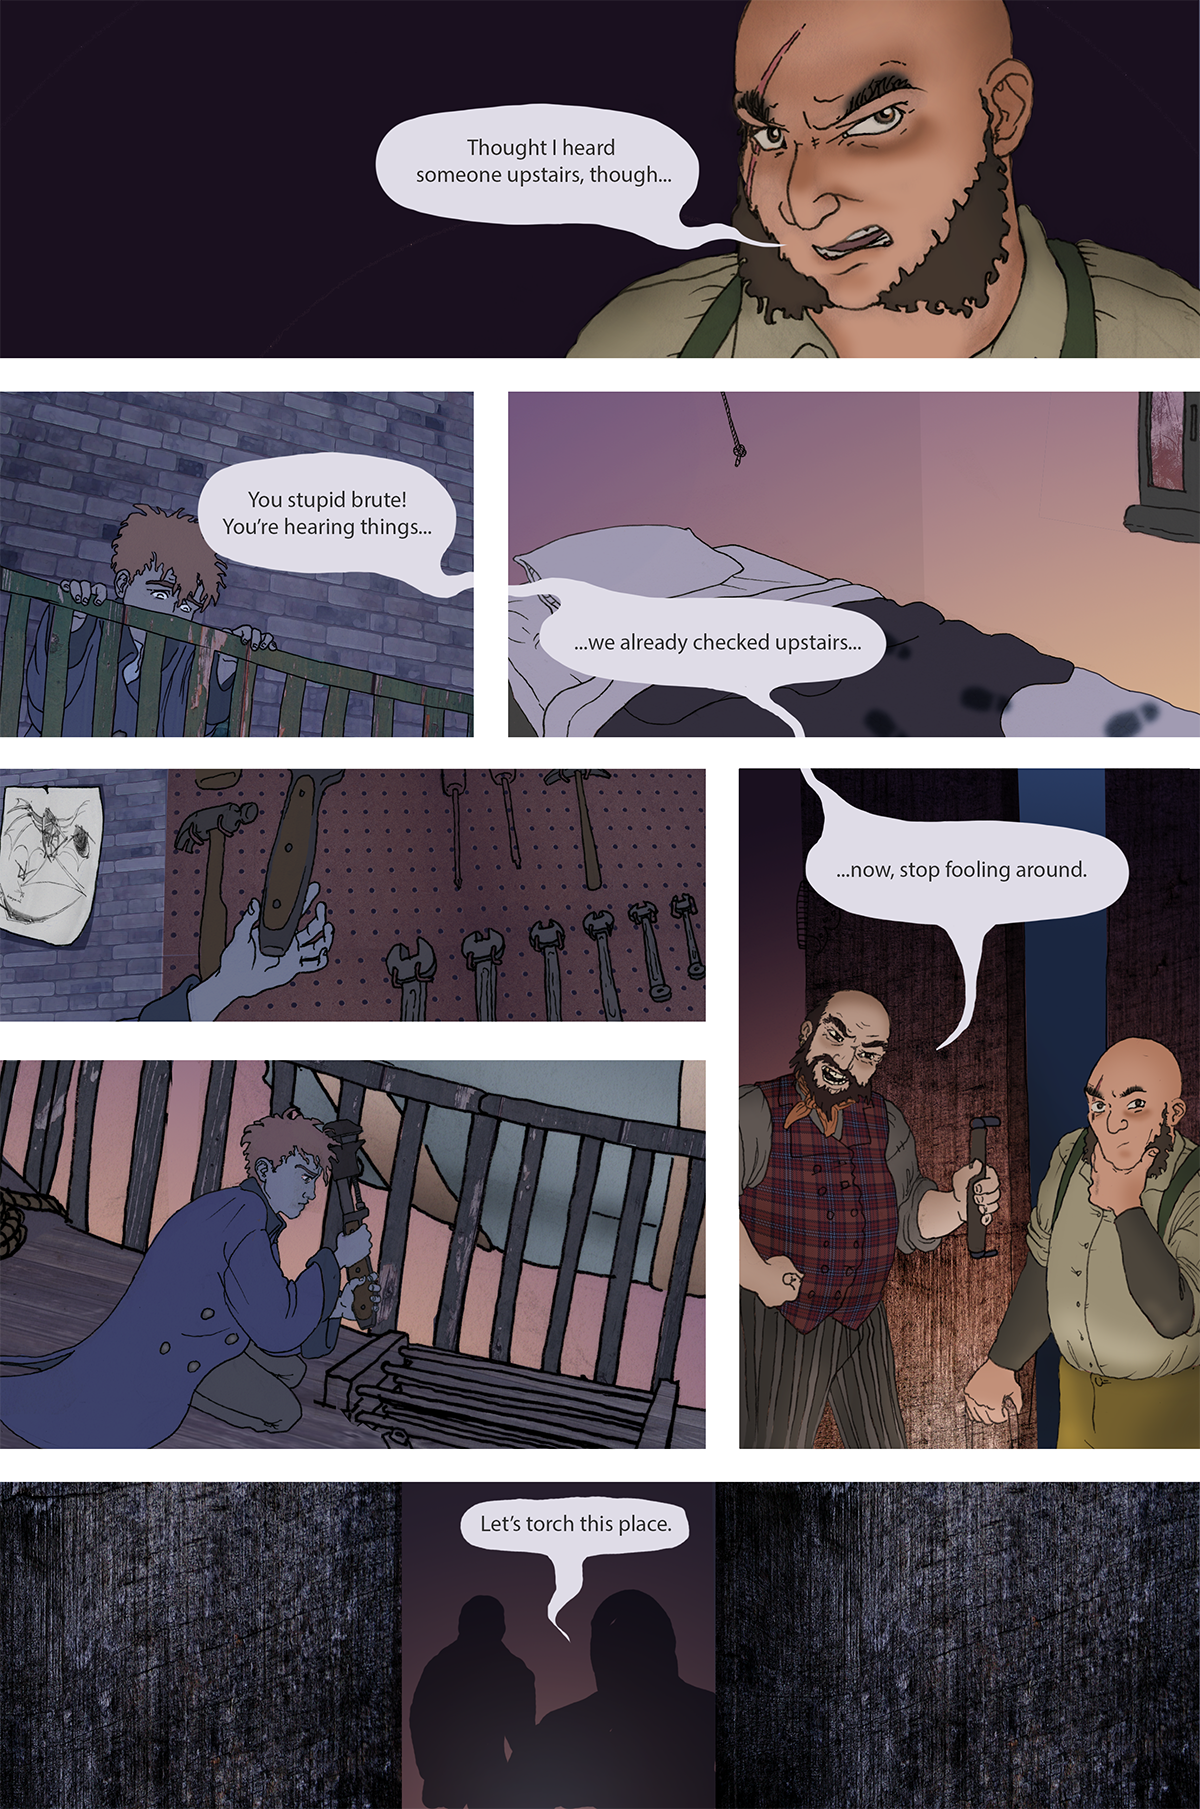 Thought I heard
someone upstairs, though...
You stupid brute!
You're hearing things...
...we already checked upstairs...
...now, stop fooling around.
Let's torch this place.